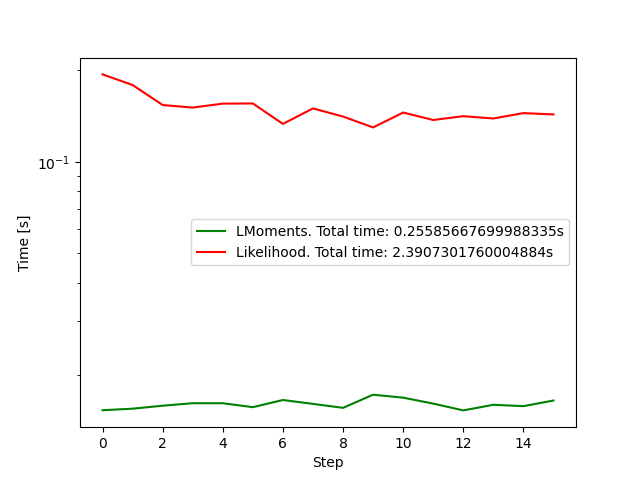 10⁻¹
Time [s]
LMoments. Total time: 0.25585667699988335s
Likelihood. Total time: 2.3907301760004884s
0 2 4 6 8 10 12 14
Step